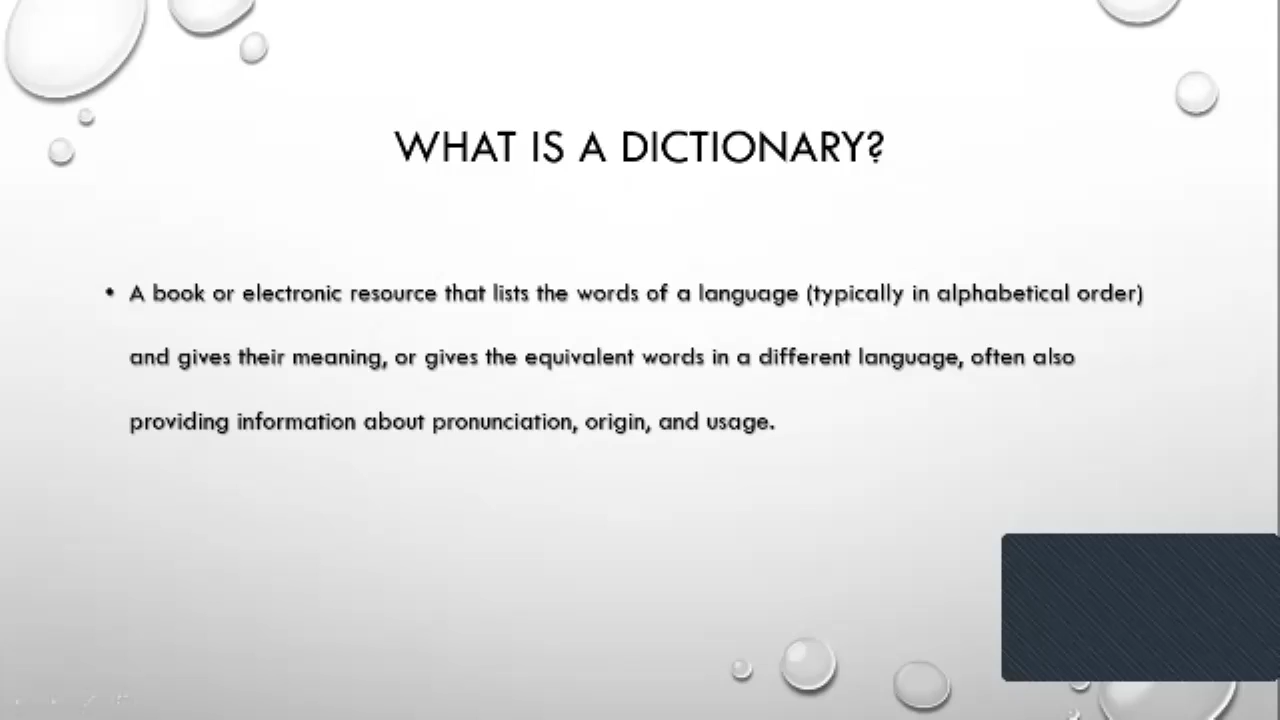 WHAT IS A DICTIONARY?
• A book or electronic resource that lists the words of a language (typically in alphabetical order)
and gives their meaning, or gives the equivalent words in a different language, often also
providing information about pronunciation, origin, and usage.